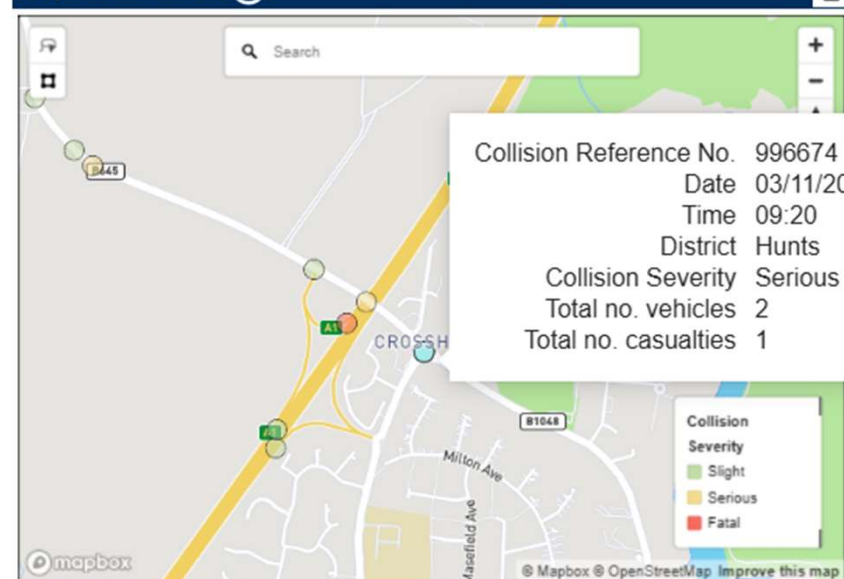 Search
+
−
Collision Reference No. 996674
Date 03/11/20
Time 09:20
District Hunts
Collision Severity Serious
Total no. vehicles 2
Total no. casualties 1
B645
A1
CROSSH
A1
B1048
Milton Ave
Masefield Ave
Collision
Severity
Slight
Serious
Fatal
mapbox
© Mapbox © OpenStreetMap Improve this map